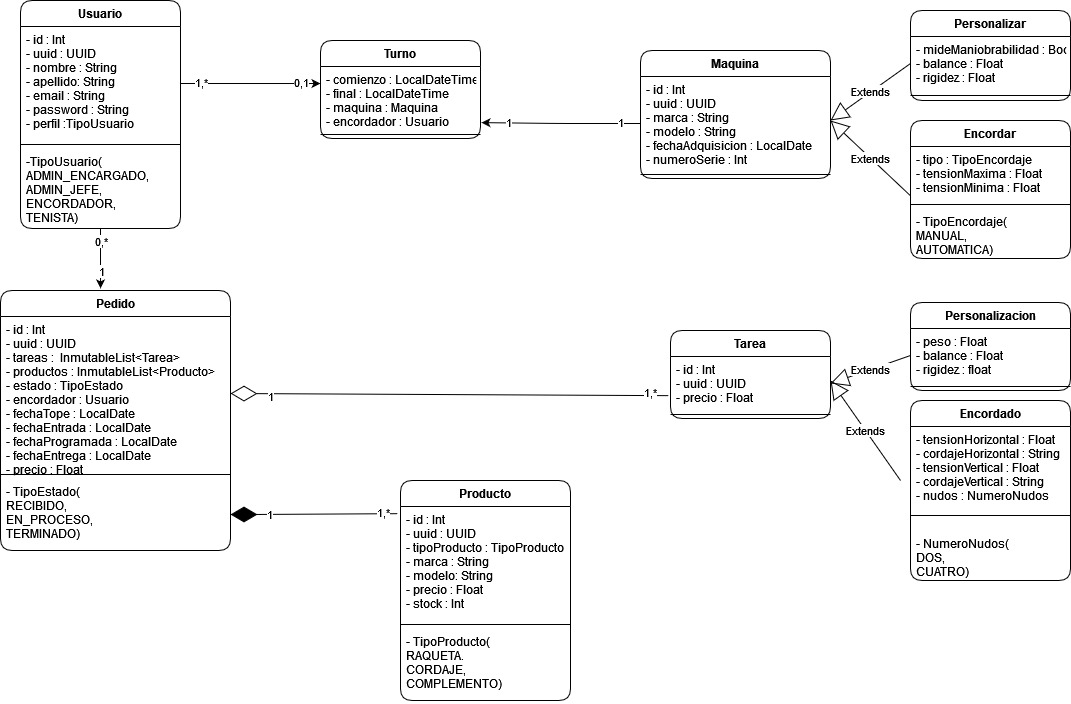 Usuario
- id : Int
- uuid : UUID
- nombre : String
- apellido: String
- email : String
- password : String
- perfil :TipoUsuario
-TipoUsuario(
ADMIN_ENCARGADO,
ADMIN_JEFE,
ENCORDADOR,
TENISTA)
1,*
0,1
Turno
- comienzo : LocalDateTime
- final : LocalDateTime
- maquina : Maquina
- encordador : Usuario
1
1
Maquina
- id : Int
- uuid : UUID
- marca : String
- modelo : String
- fechaAdquisicion : LocalDate
- numeroSerie : Int
Extends
Extends
Personalizar
- mideManiobrabilidad : Boo
- balance : Float
- rigidez : Float
Encordar
- tipo : TipoEncordaje
- tensionMaxima : Float
- tensionMinima : Float
- TipoEncordaje(
MANUAL,
AUTOMATICA)
0,*
1
Pedido
- id : Int
- uuid : UUID
- tareas :  InmutableList<Tarea>
- productos : InmutableList<Producto>
- estado : TipoEstado
- encordador : Usuario
- fechaTope : LocalDate
- fechaEntrada : LocalDate
- fechaProgramada : LocalDate
- fechaEntrega : LocalDate
- precio : Float
- TipoEstado(
RECIBIDO,
EN_PROCESO,
TERMINADO)
1
1,*
Tarea
- id : Int
- uuid : UUID
- precio : Float
Extends
Extends
Personalizacion
- peso : Float
- balance : Float
- rigidez : float
Encordado
- tensionHorizontal : Float
- cordajeHorizontal : String
- tensionVertical : Float
- cordajeVertical : String
- nudos : NumeroNudos
- NumeroNudos(
DOS,
CUATRO)
1
1,*
Producto
- id : Int
- uuid : UUID
- tipoProducto : TipoProducto
- marca : String
- modelo: String
- precio : Float
- stock : Int
- TipoProducto(
RAQUETA.
CORDAJE,
COMPLEMENTO)